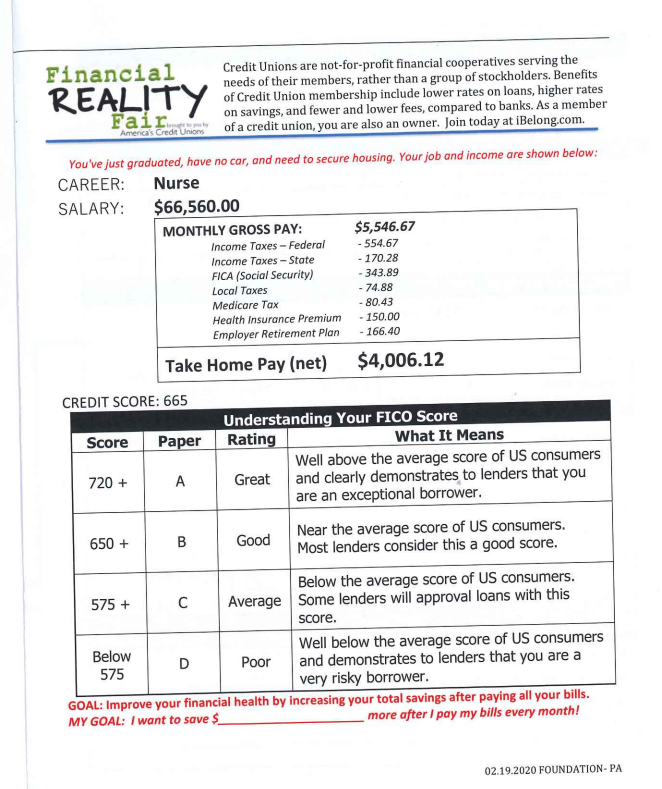 Financial
REALITY
Fair brought to you by
America's Credit Unions
Credit Unions are not-for-profit financial cooperatives serving the
needs of their members, rather than a group of stockholders. Benefits
of Credit Union membership include lower rates on loans, higher rates
on savings, and fewer and lower fees, compared to banks. As a member
of a credit union, you are also an owner. Join today at iBelong.com.
You've just graduated, have no car, and need to secure housing. Your job and income are shown below:
CAREER: Nurse
SALARY: $66,560.00
MONTHLY GROSS PAY: $5,546.67
Income Taxes – Federal - 554.67
Income Taxes – State - 170.28
FICA (Social Security) - 343.89
Local Taxes - 74.88
Medicare Tax - 80.43
Health Insurance Premium - 150.00
Employer Retirement Plan - 166.40
Take Home Pay (net) $4,006.12
CREDIT SCORE: 665
Understanding Your FICO Score
Score Paper Rating What It Means
720 + A Great
Well above the average score of US consumers
and clearly demonstrates to lenders that you
are an exceptional borrower.
650 + B Good
Near the average score of US consumers.
Most lenders consider this a good score.
575 + C Average
Below the average score of US consumers.
Some lenders will approval loans with this
score.
Below
575
D Poor
Well below the average score of US consumers
and demonstrates to lenders that you are a
very risky borrower.
GOAL: Improve your financial health by increasing your total savings after paying all your bills.
MY GOAL: I want to save $____________________ more after I pay my bills every month!
02.19.2020 FOUNDATION- PA